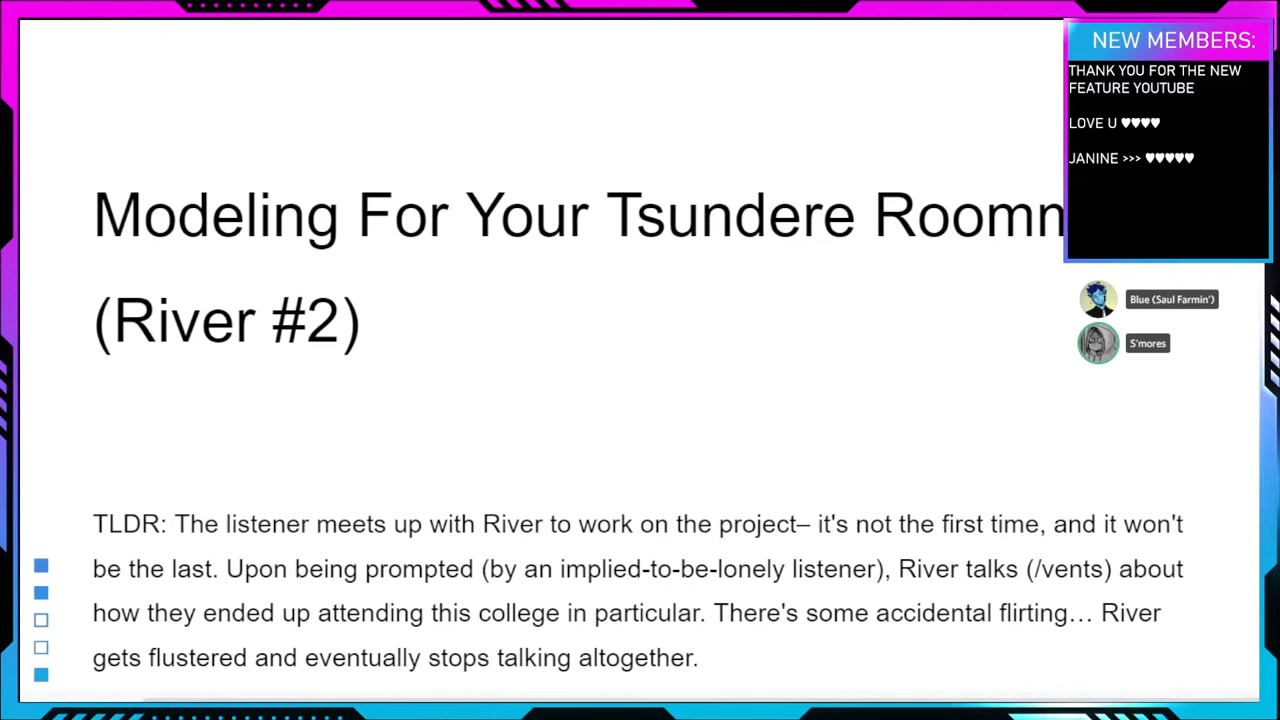 NEW MEMBERS:
THANK YOU FOR THE NEW
FEATURE YOUTUBE
LOVE U ♥♥♥♥
JANINE >>> ♥♥♥♥♥
Modeling For Your Tsundere
(River #2)
Blue (Saul Farmin')
S'mores
TLDR: The listener meets up with River to work on the project– it's not the first time, and it won't
be the last. Upon being prompted (by an implied-to-be-lonely listener), River talks (/vents) about
how they ended up attending this college in particular. There's some accidental flirting… River
gets flustered and eventually stops talking altogether.